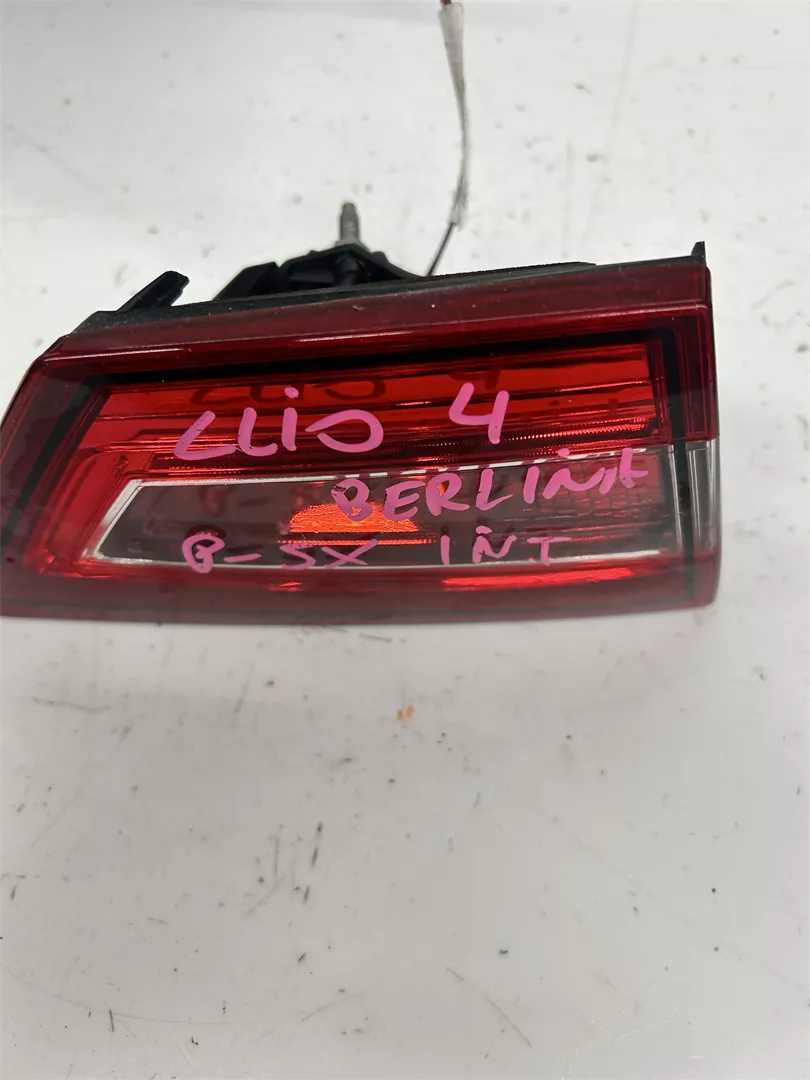 CLIO 4
BERLINA
P-SX INT